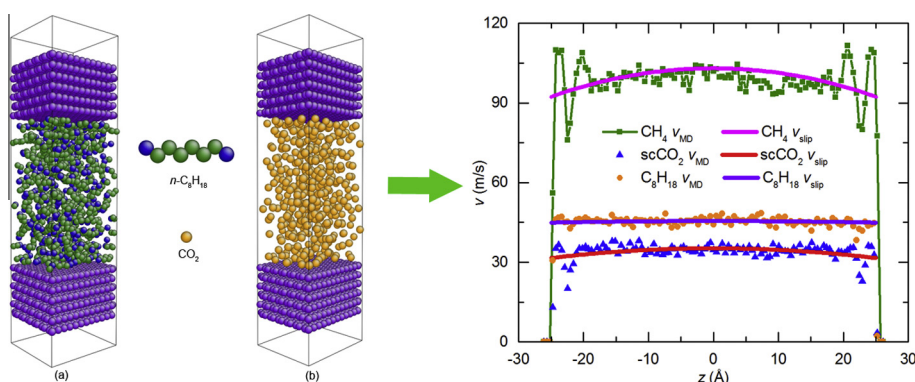 n-C8H18
CO2
(a)
(b)
120
90
60
30
0
v (m/s)
CH4 vMD
CH4 vslip
scCO2 vMD
scCO2 vslip
C8H18 vMD
C8H18 vslip
-30
-20
-10
0
10
20
30
z (Å)